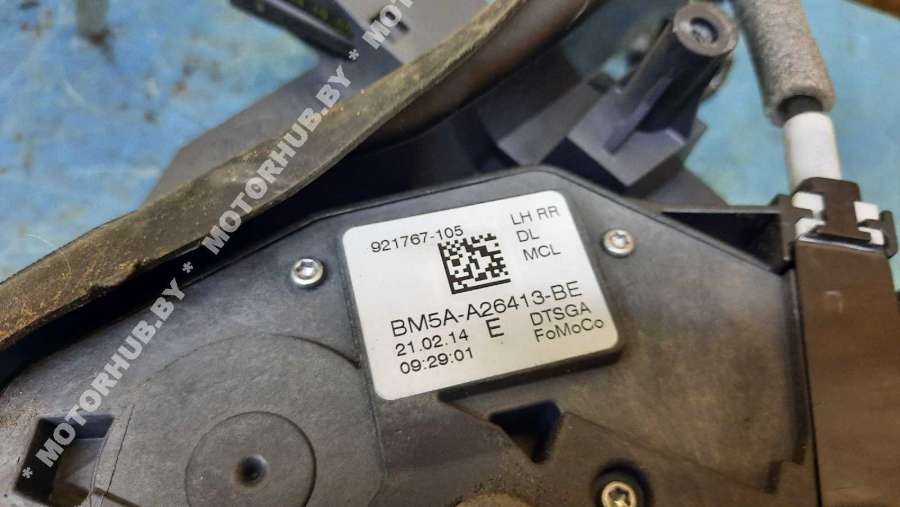 921767-105
LH RR
DL
MCL
BM5A-A26413-BE
21.02.14 E DTSGA
09:29:01 FoMoCo
* MOTORHUB.BY * MOTORHUB.BY * MOTORHUB.BY * MOT